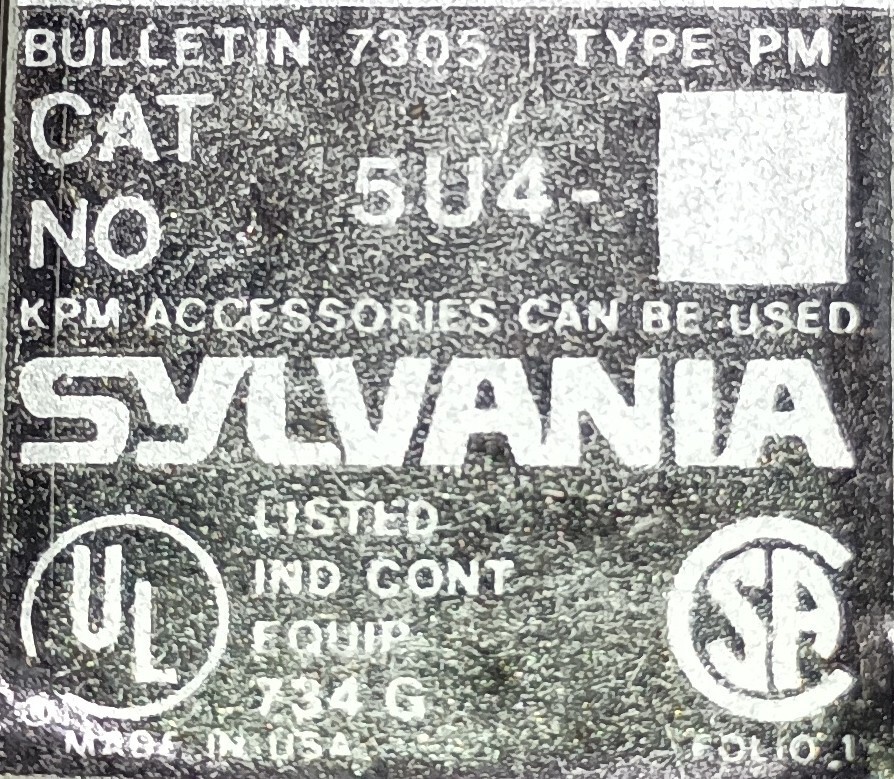 BULLETIN 7305 | TYPE PM
CAT
NO
5U4-
KPM ACCESSORIES CAN BE USED
SYLVANIA
UL
LISTED
IND CONT
EQUIP
734 G
SA
MADE IN USA
FOLIO 1